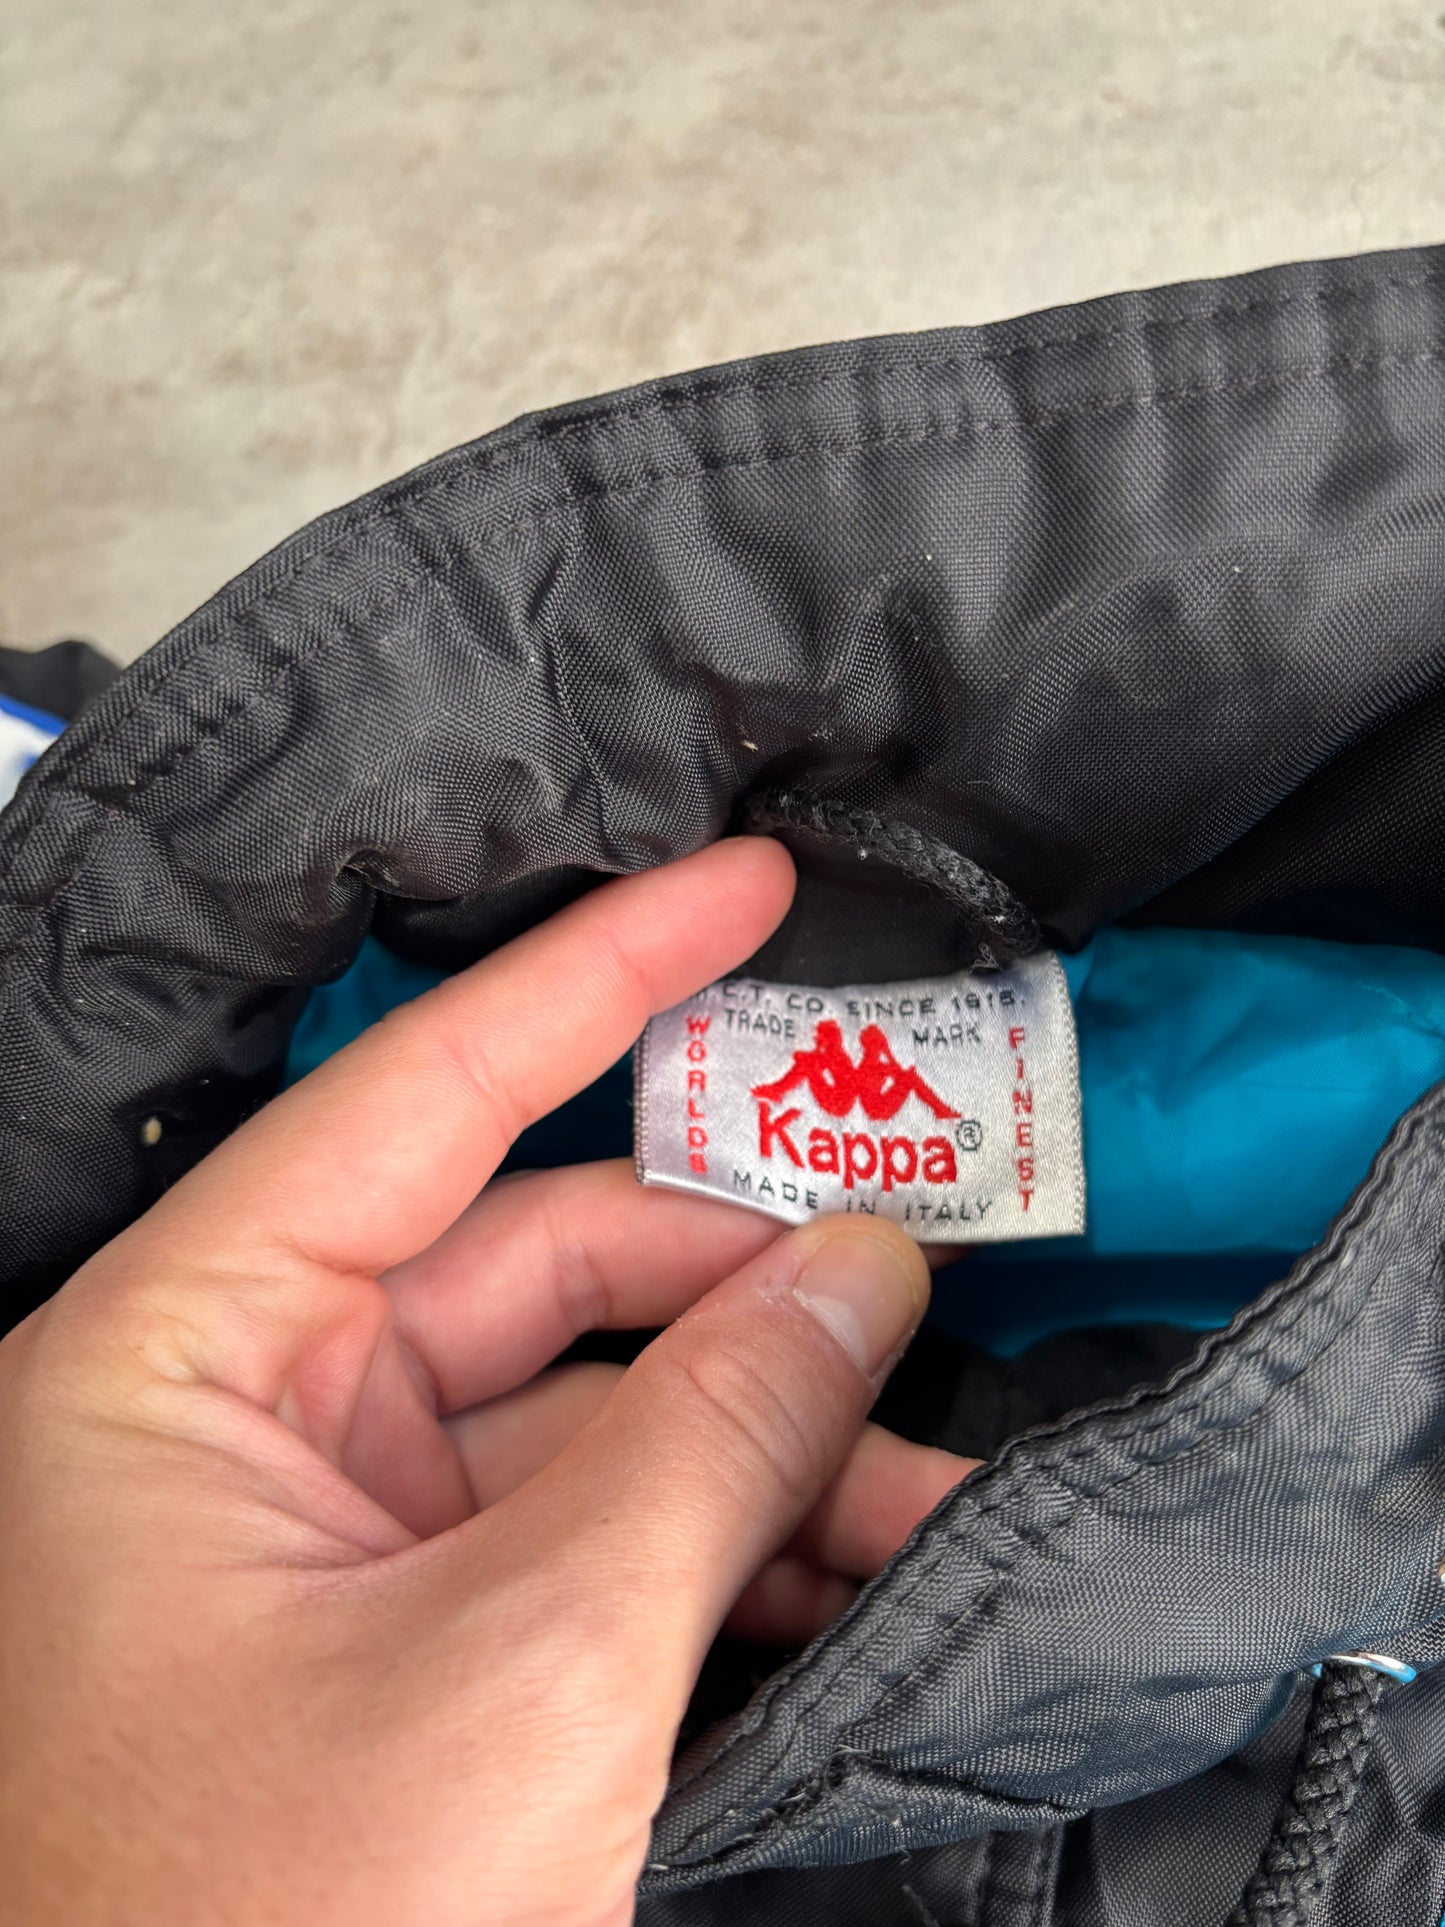 M.C.T. CO. SINCE 1916.
TRADE MARK
WORLDS
FINEST
Kappa®
MADE IN ITALY